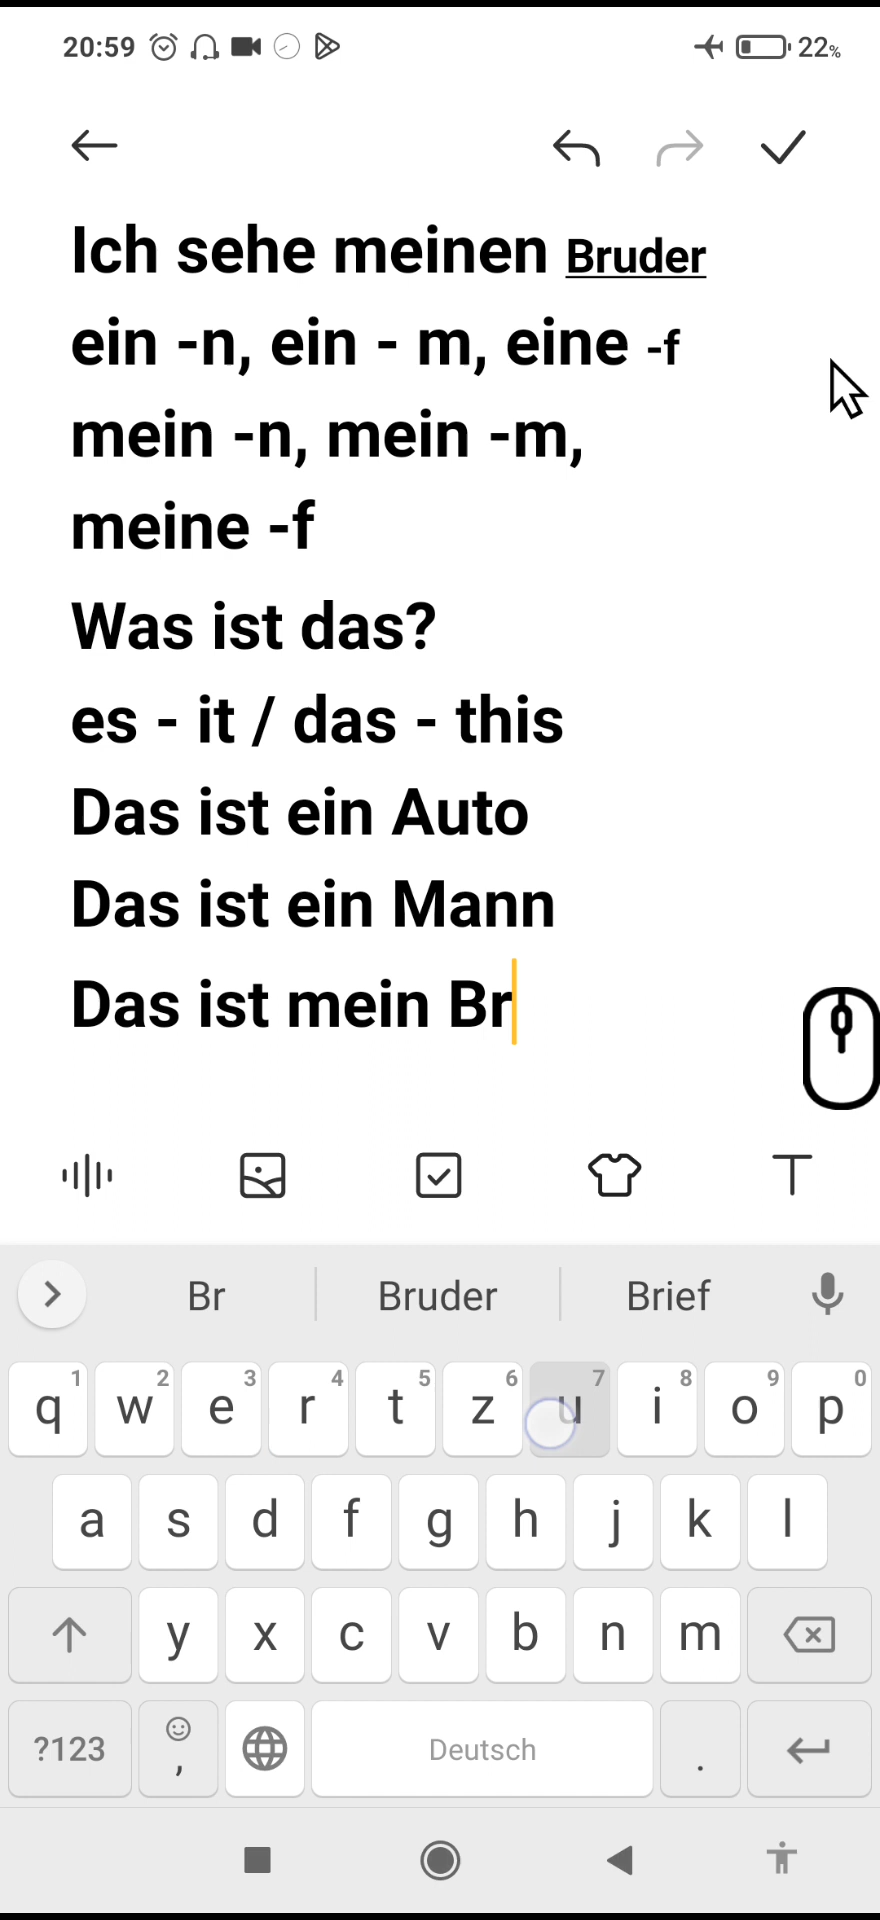 20:59 22%
Ich sehe meinen Bruder
ein -n, ein - m, eine -f
mein -n, mein -m,
meine -f
Was ist das?
es - it / das - this
Das ist ein Auto
Das ist ein Mann
Das ist mein Br
T
Br Bruder Brief
1 2 3 4 5 6 7 8 9 0
q w e r t z u i o p
a s d f g h j k l
y x c v b n m
?123 , Deutsch .